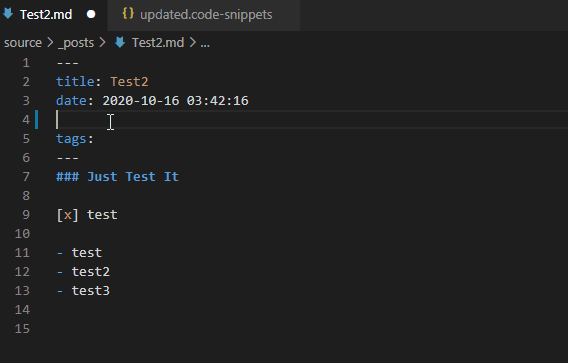 Test2.md ●
{} updated.code-snippets
source > _posts > Test2.md > ...
1 ---
2 title: Test2
3 date: 2020-10-16 03:42:16
4
5 tags:
6 ---
7 ### Just Test It
8
9 [x] test
10
11 - test
12 - test2
13 - test3
14
15